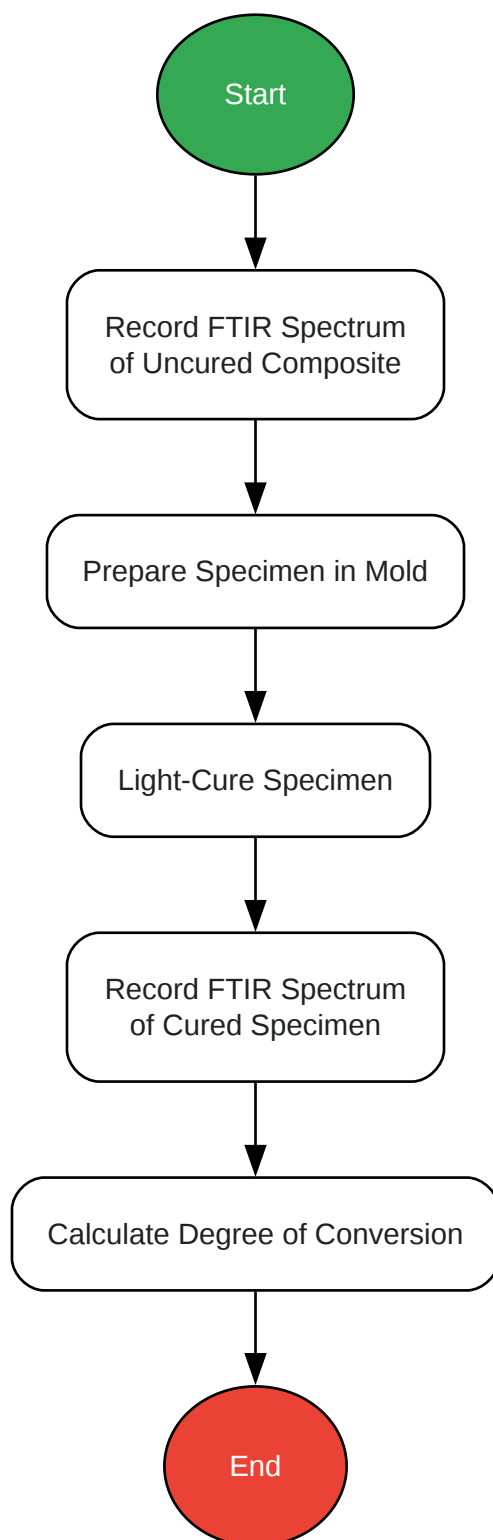 Start
Record FTIR Spectrum
of Uncured Composite
Prepare Specimen in Mold
Light-Cure Specimen
Record FTIR Spectrum
of Cured Specimen
Calculate Degree of Conversion
End